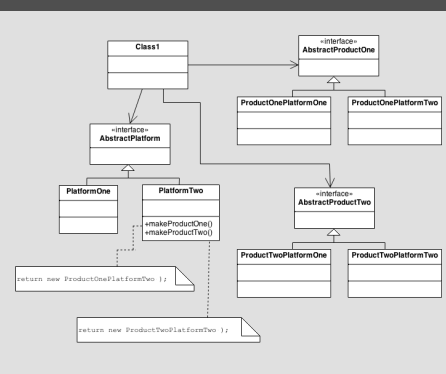 Class1
«interface»
AbstractProductOne
ProductOnePlatformOne
ProductOnePlatformTwo
«interface»
AbstractPlatform
PlatformOne
PlatformTwo
+makeProductOne()
+makeProductTwo()
«interface»
AbstractProductTwo
ProductTwoPlatformOne
ProductTwoPlatformTwo
return new ProductOnePlatformTwo );
return new ProductTwoPlatformTwo );